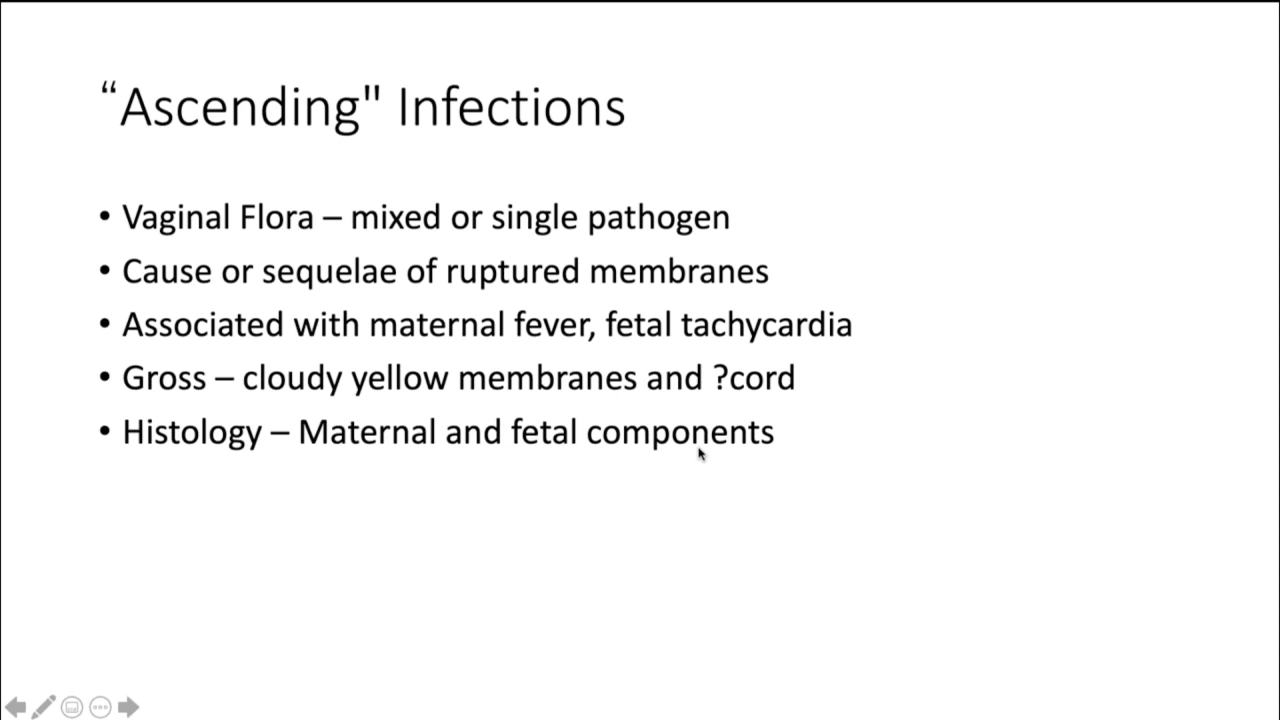 “Ascending" Infections
• Vaginal Flora – mixed or single pathogen
• Cause or sequelae of ruptured membranes
• Associated with maternal fever, fetal tachycardia
• Gross – cloudy yellow membranes and ?cord
• Histology – Maternal and fetal components